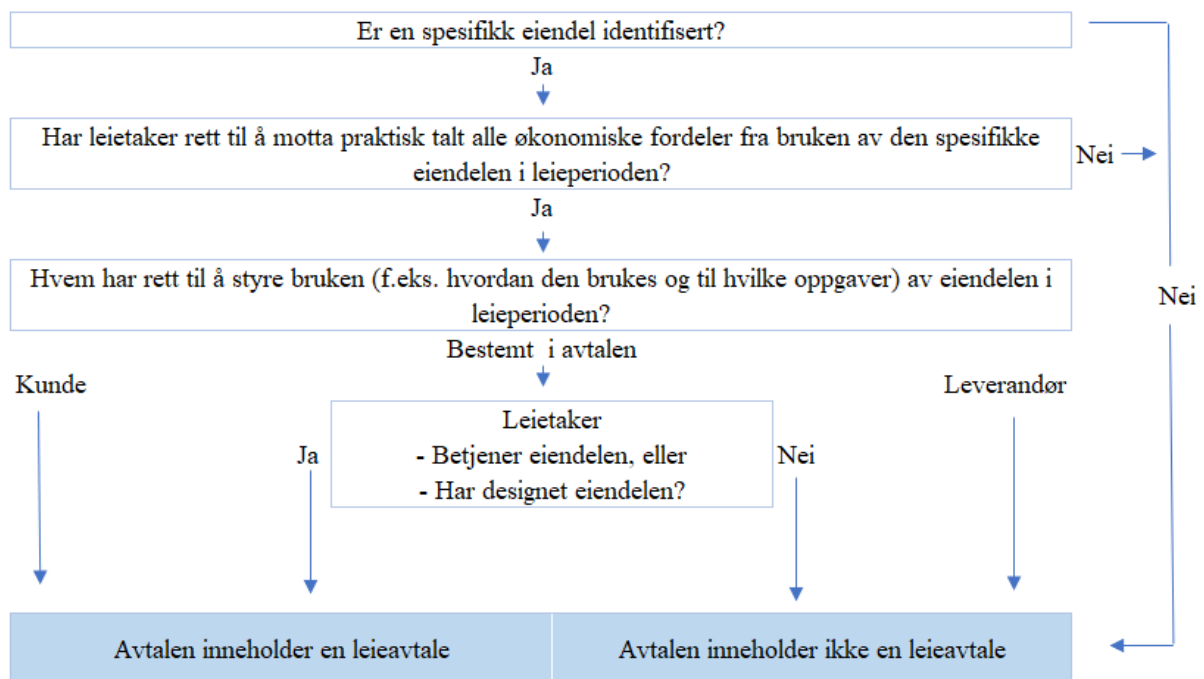 Er en spesifikk eiendel identifisert?
Ja
Har leietaker rett til å motta praktisk talt alle økonomiske fordeler fra bruken av den spesifikke
eiendelen i leieperioden?
Nei
Ja
Hvem har rett til å styre bruken (f.eks. hvordan den brukes og til hvilke oppgaver) av eiendelen i
leieperioden?
Nei
Bestemt i avtalen
Kunde
Leverandør
Leietaker
- Betjener eiendelen, eller
- Har designet eiendelen?
Ja
Nei
Avtalen inneholder en leieavtale
Avtalen inneholder ikke en leieavtale